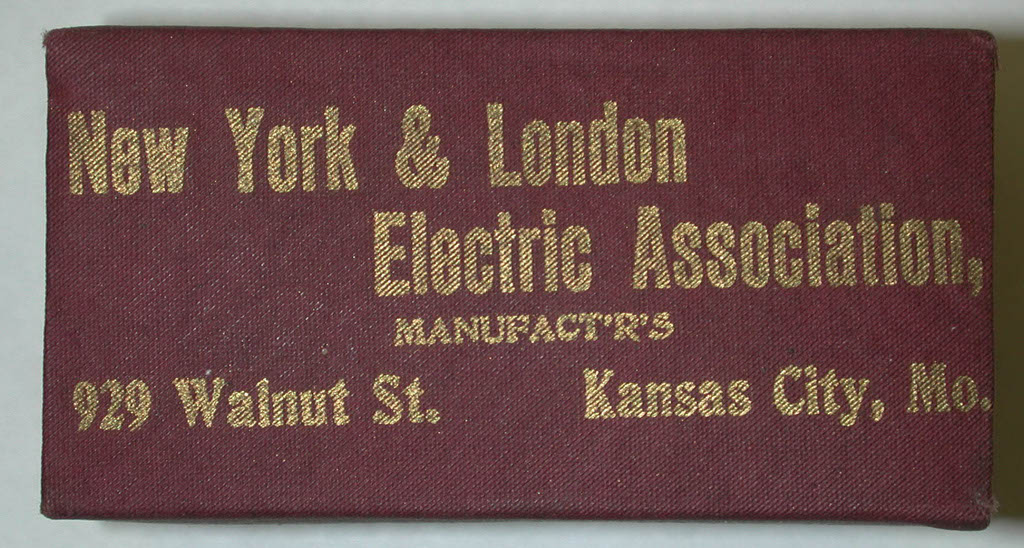 New York & London
Electric Association,
MANUFACT'R'S
929 Walnut St. Kansas City, Mo.